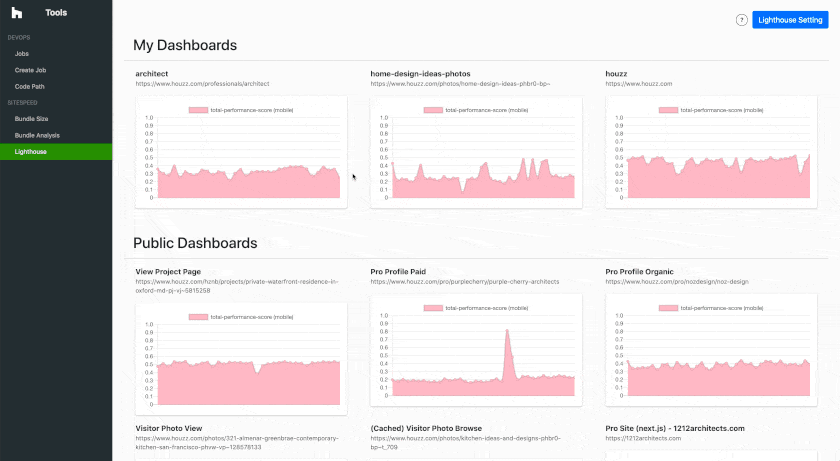 Tools
? Lighthouse Setting
DEVOPS
Jobs
Create Job
Code Path
SITESPEED
Bundle Size
Bundle Analysis
Lighthouse
My Dashboards
architect
https://www.houzz.com/professionals/architect
total-performance-score (mobile)
1.0
0.9
0.8
0.7
0.6
0.5
0.4
0.3
0.2
0.1
0
home-design-ideas-photos
https://www.houzz.com/photos/home-design-ideas-phbr0-bp~
total-performance-score (mobile)
1.0
0.9
0.8
0.7
0.6
0.5
0.4
0.3
0.2
0.1
0
houzz
https://www.houzz.com
total-performance-score (mobile)
1.0
0.9
0.8
0.7
0.6
0.5
0.4
0.3
0.2
0.1
0
Public Dashboards
View Project Page
https://www.houzz.com/hznb/projects/private-waterfront-residence-in-
oxford-md-pj-vj~5815258
total-performance-score (mobile)
1.0
0.9
0.8
0.7
0.6
0.5
0.4
0.3
0.2
0.1
0
Pro Profile Paid
https://www.houzz.com/pro/purplecherry/purple-cherry-architects
total-performance-score (mobile)
1.0
0.9
0.8
0.7
0.6
0.5
0.4
0.3
0.2
0.1
0
Pro Profile Organic
https://www.houzz.com/pro/nozdesign/noz-design
total-performance-score (mobile)
1.0
0.9
0.8
0.7
0.6
0.5
0.4
0.3
0.2
0.1
0
Visitor Photo View
https://www.houzz.com/photos/321-almenar-greenbrae-contemporary-
kitchen-san-francisco-phvw-vp~128578133
(Cached) Visitor Photo Browse
https://www.houzz.com/photos/kitchen-ideas-and-designs-phbr0-
bp~t_709
Pro Site (next.js) - 1212architects.com
https://1212architects.com